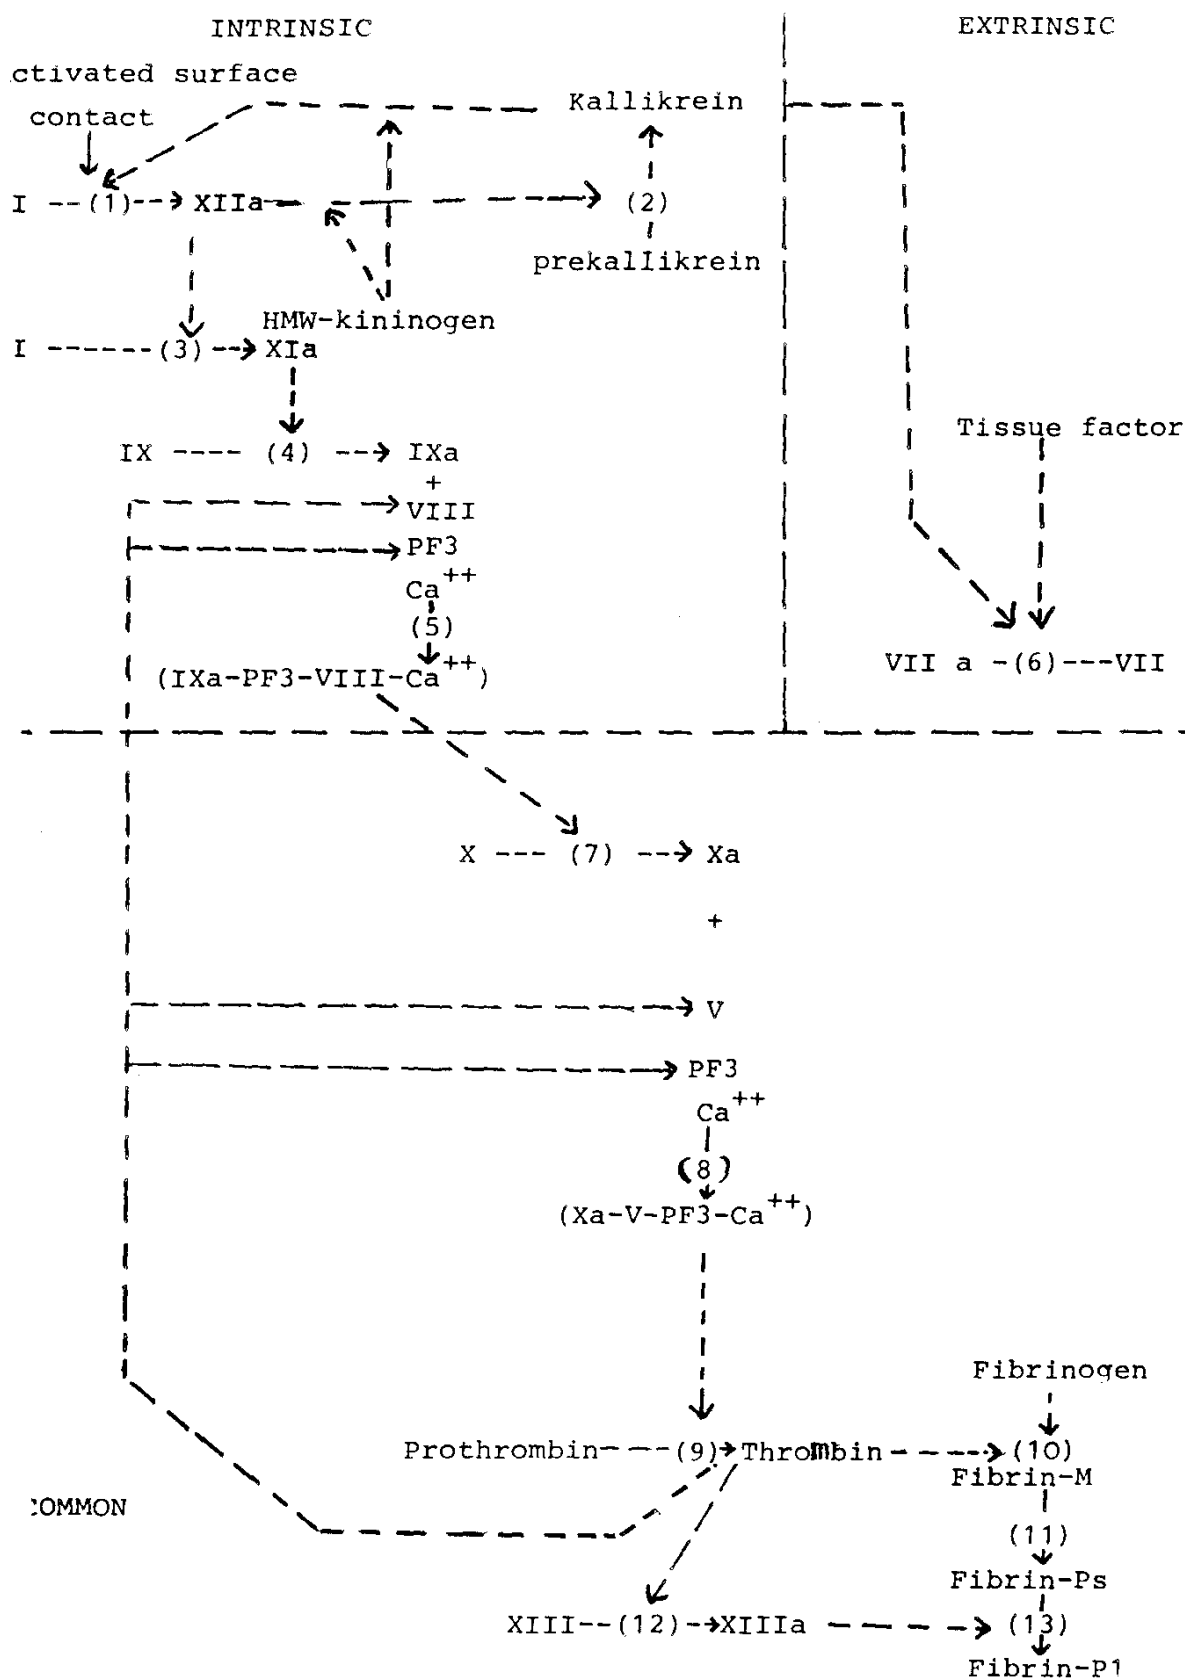 INTRINSIC
EXTRINSIC
ctivated surface
contact
Kallikrein
I --(1)--> XIIa
(2)
prekallikrein
HMW-kininogen
I ------(3)--> XIa
Tissue factor
IX ---- (4) --> IXa
+
VIII
PF3
Ca++
(5)
(IXa-PF3-VIII-Ca++)
VII a -(6)---VII
X --- (7) ---> Xa
+
V
PF3
Ca++
(8)
(Xa-V-PF3-Ca++)
Fibrinogen
Prothrombin----(9)->Thrombin ----> (10)
Fibrin-M
OMMON
(11)
Fibrin-Ps
XIII--(12)->XIIIa ----> (13)
Fibrin-P1